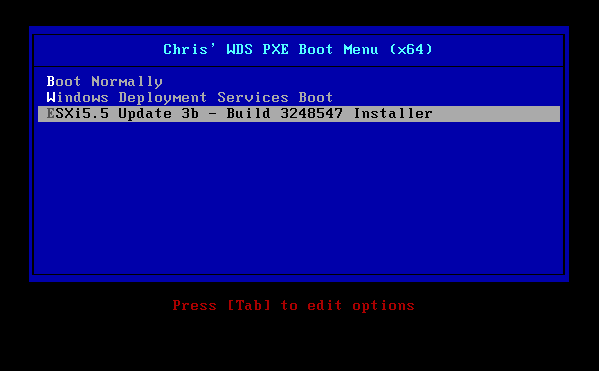 Chris' WDS PXE Boot Menu (x64)
Boot Normally
Windows Deployment Services Boot
ESXi5.5 Update 3b - Build 3248547 Installer
Press [Tab] to edit options